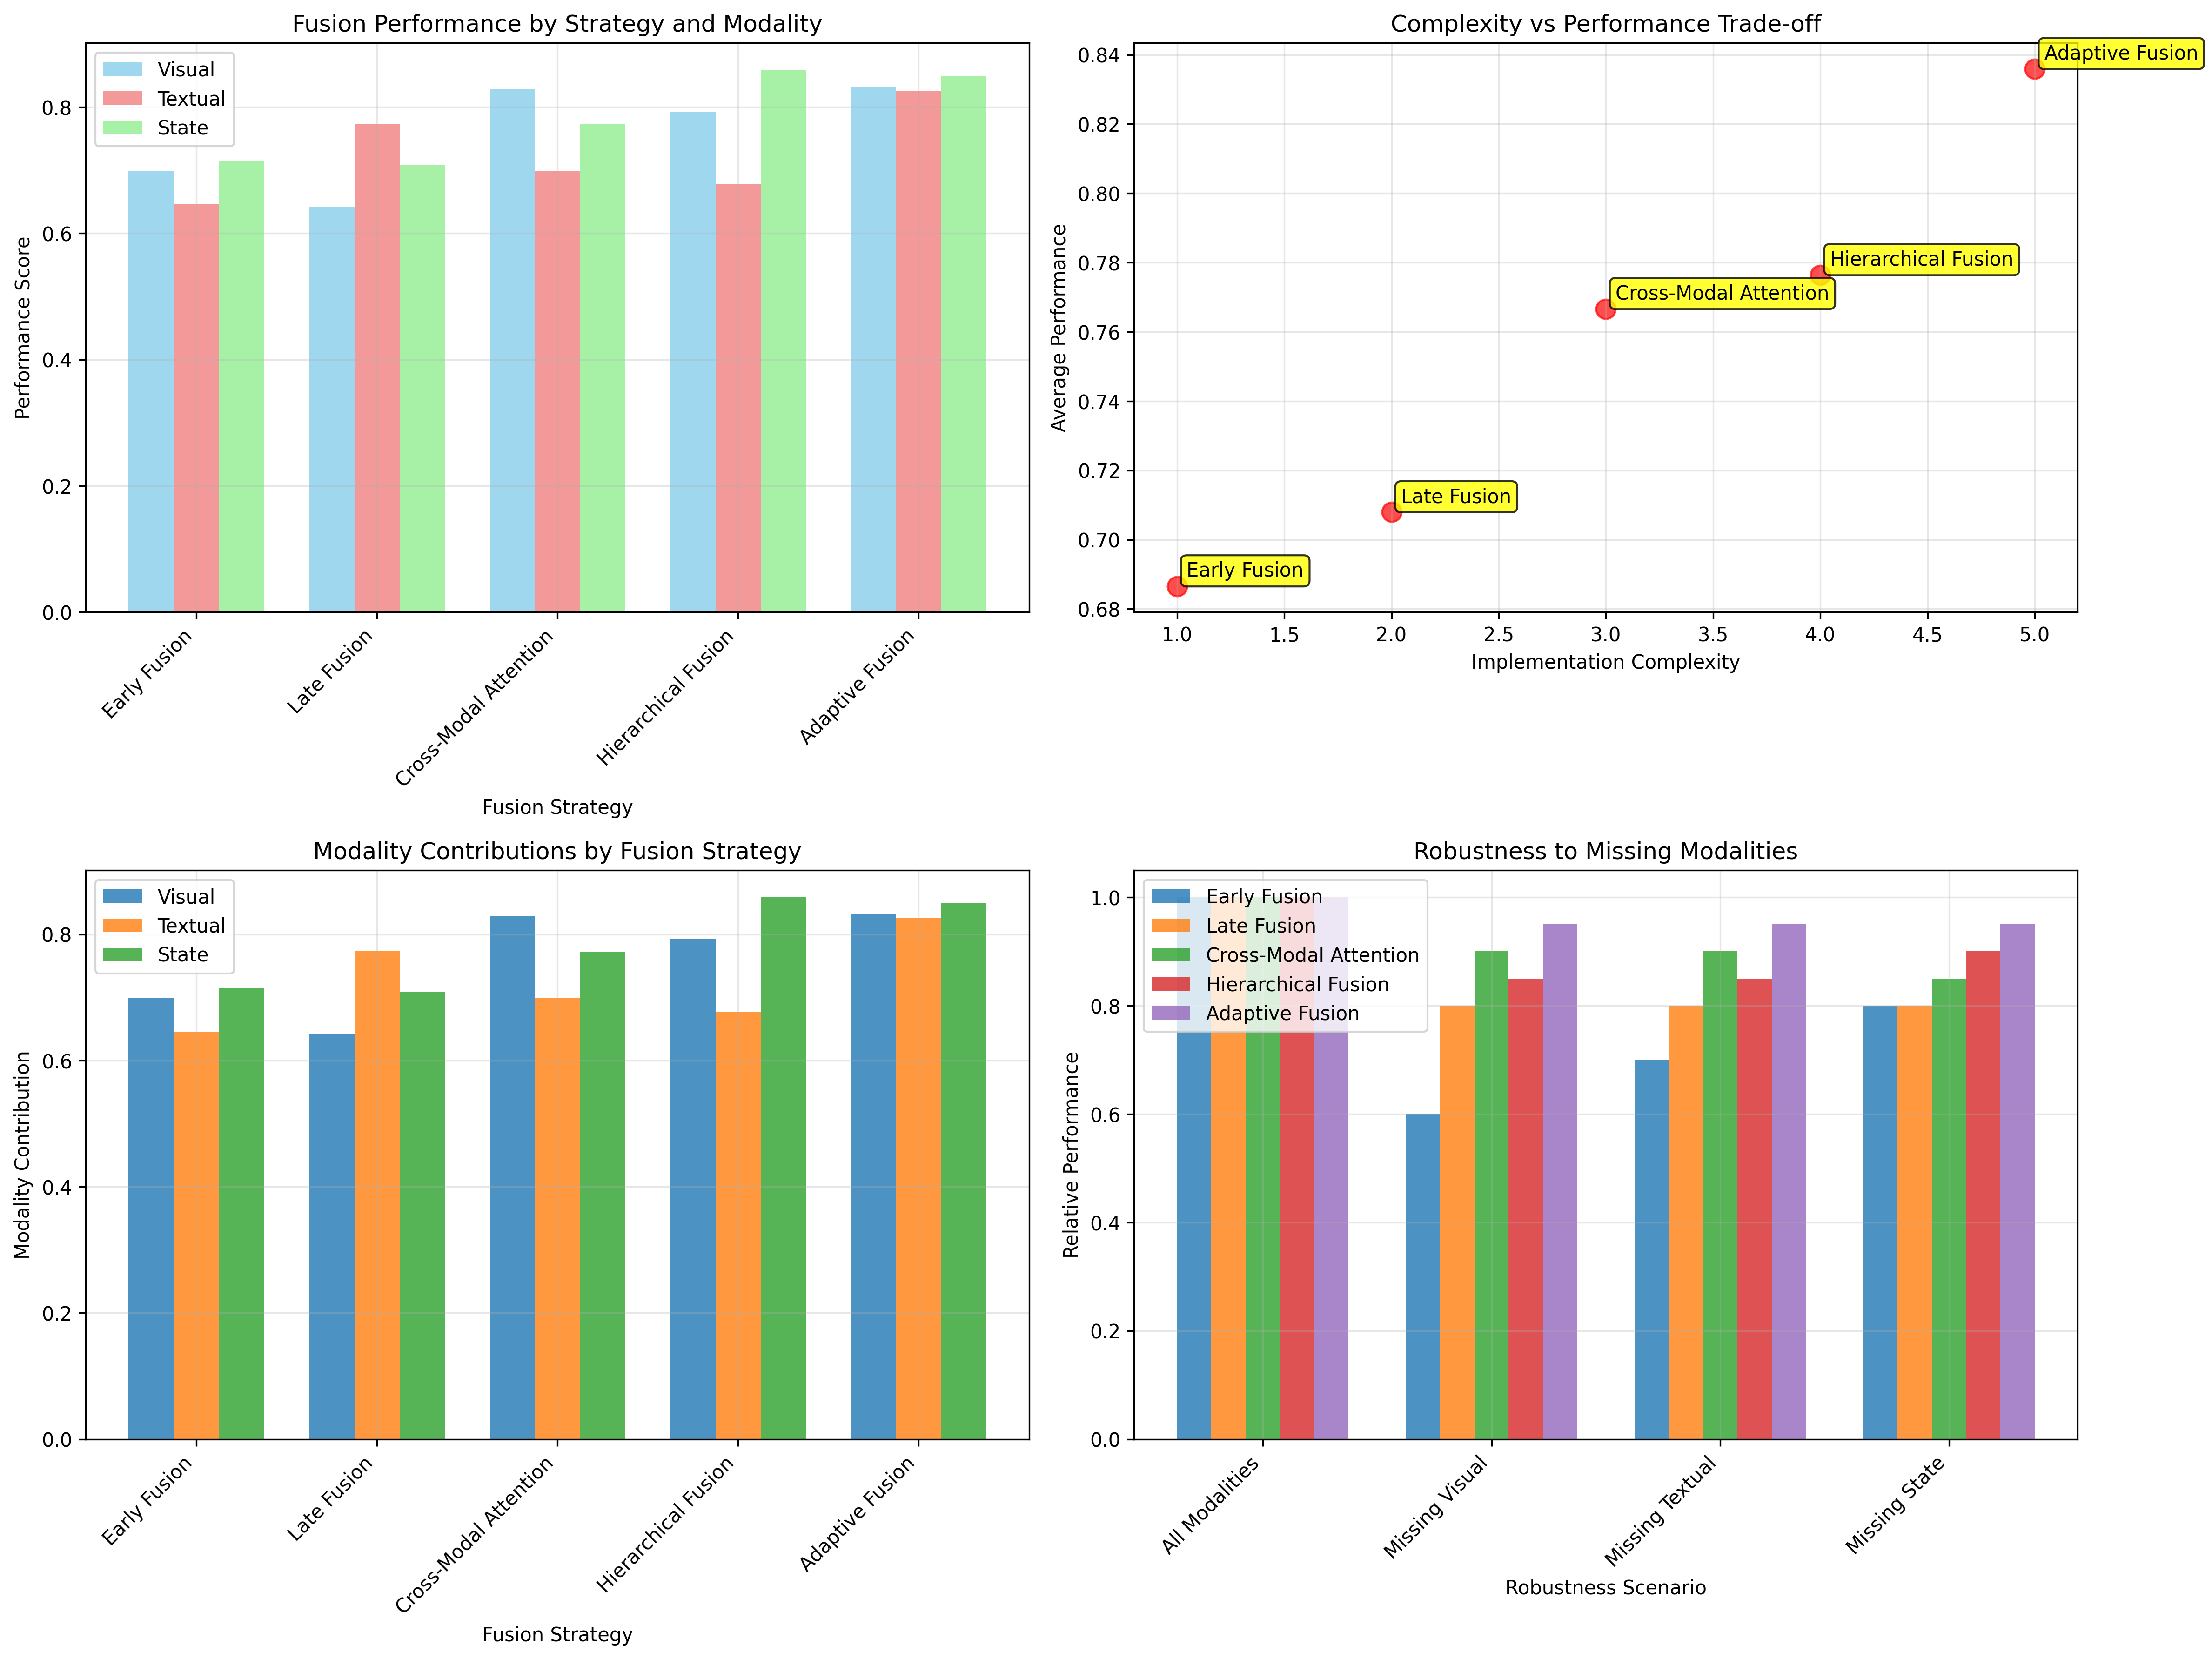 Fusion Performance by Strategy and Modality
Performance Score
0.8
0.6
0.4
0.2
0.0
Visual
Textual
State
Early Fusion
Late Fusion
Cross-Modal Attention
Hierarchical Fusion
Adaptive Fusion
Fusion Strategy
Complexity vs Performance Trade-off
Average Performance
0.84
0.82
0.80
0.78
0.76
0.74
0.72
0.70
0.68
Adaptive Fusion
Hierarchical Fusion
Cross-Modal Attention
Late Fusion
Early Fusion
1.0 1.5 2.0 2.5 3.0 3.5 4.0 4.5 5.0
Implementation Complexity
Modality Contributions by Fusion Strategy
Modality Contribution
0.8
0.6
0.4
0.2
0.0
Visual
Textual
State
Early Fusion
Late Fusion
Cross-Modal Attention
Hierarchical Fusion
Adaptive Fusion
Fusion Strategy
Robustness to Missing Modalities
Relative Performance
1.0
0.8
0.6
0.4
0.2
0.0
Early Fusion
Late Fusion
Cross-Modal Attention
Hierarchical Fusion
Adaptive Fusion
All Modalities
Missing Visual
Missing Textual
Missing State
Robustness Scenario